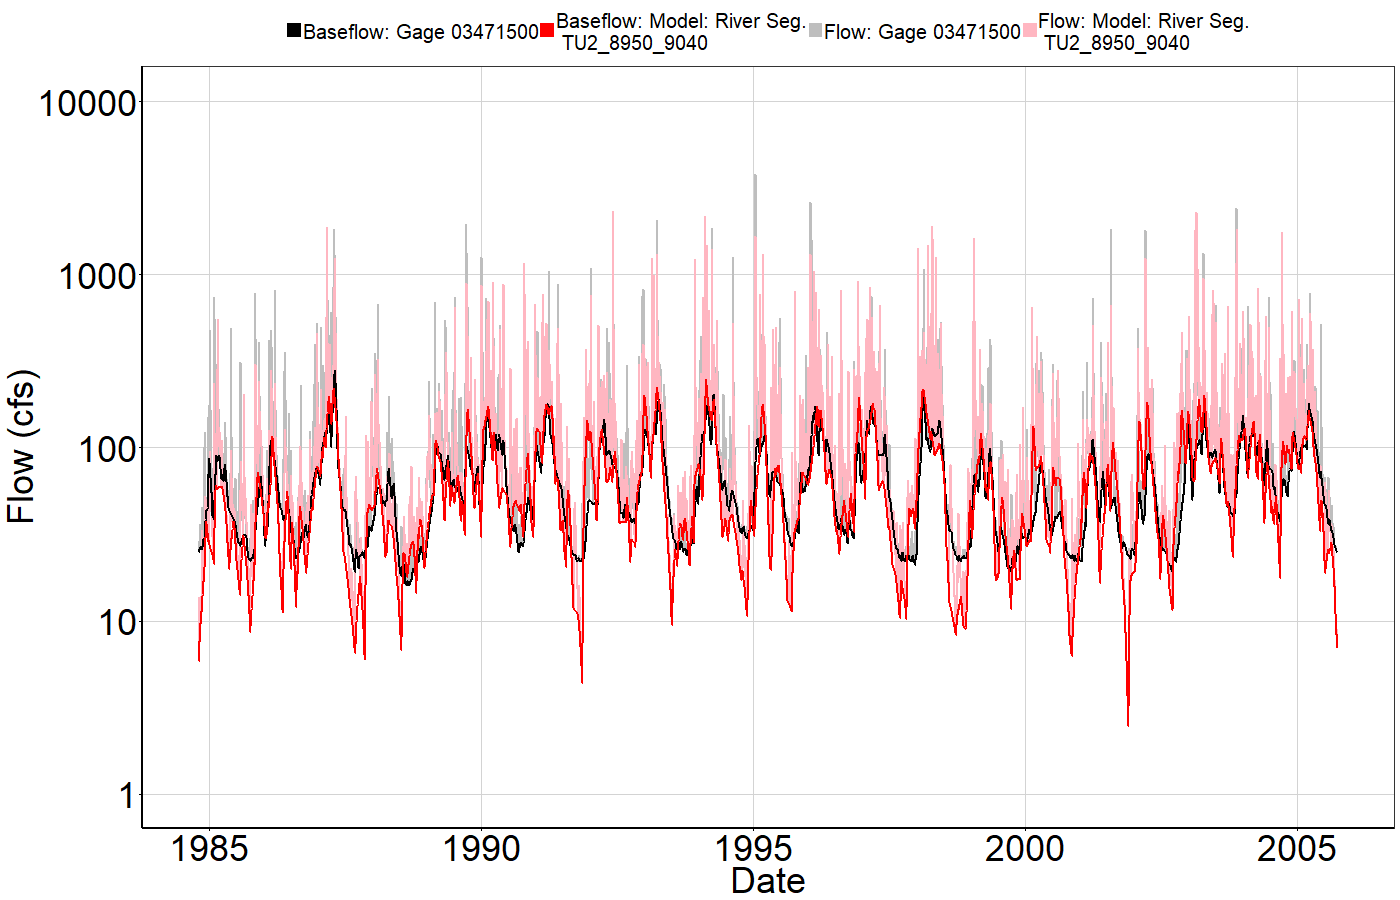 Baseflow: Gage 03471500
Baseflow: Model: River Seg.
TU2_8950_9040
Flow: Gage 03471500
Flow: Model: River Seg.
TU2_8950_9040
Flow (cfs)
10000
1000
100
10
1
1985
1990
1995
2000
2005
Date